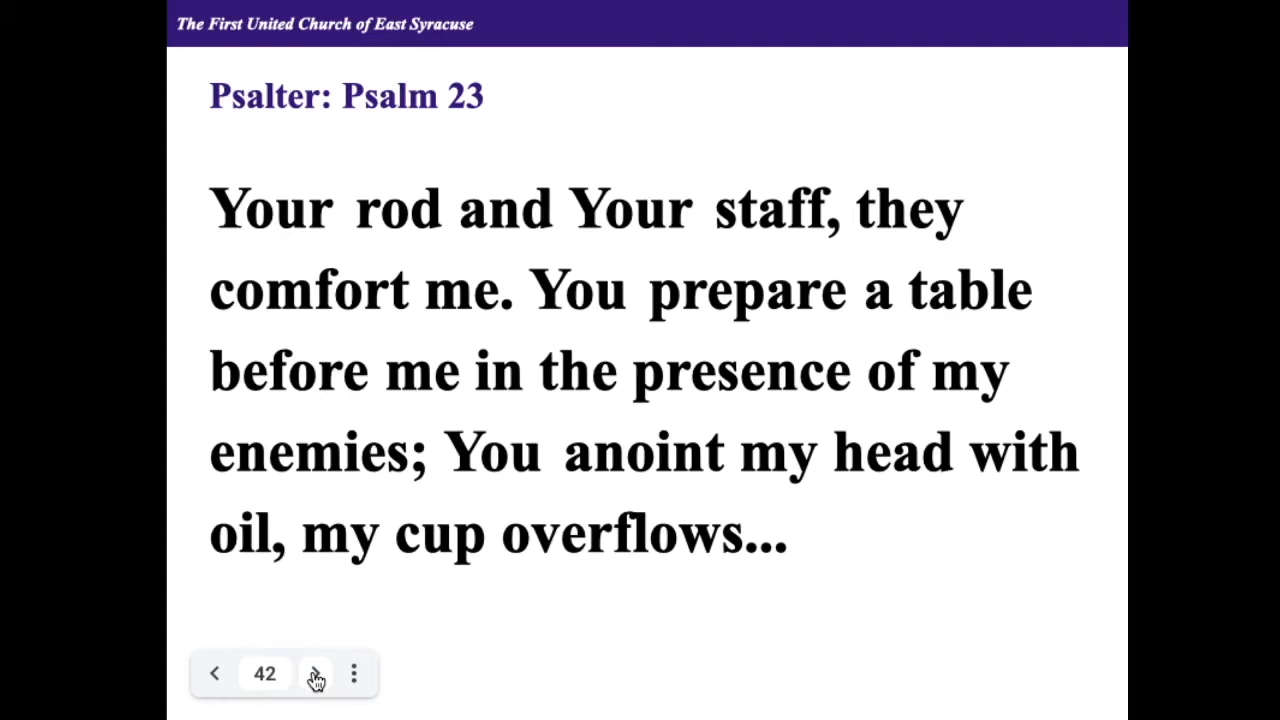 The First United Church of East Syracuse
Psalter: Psalm 23
Your rod and Your staff, they
comfort me. You prepare a table
before me in the presence of my
enemies; You anoint my head with
oil, my cup overflows...
42